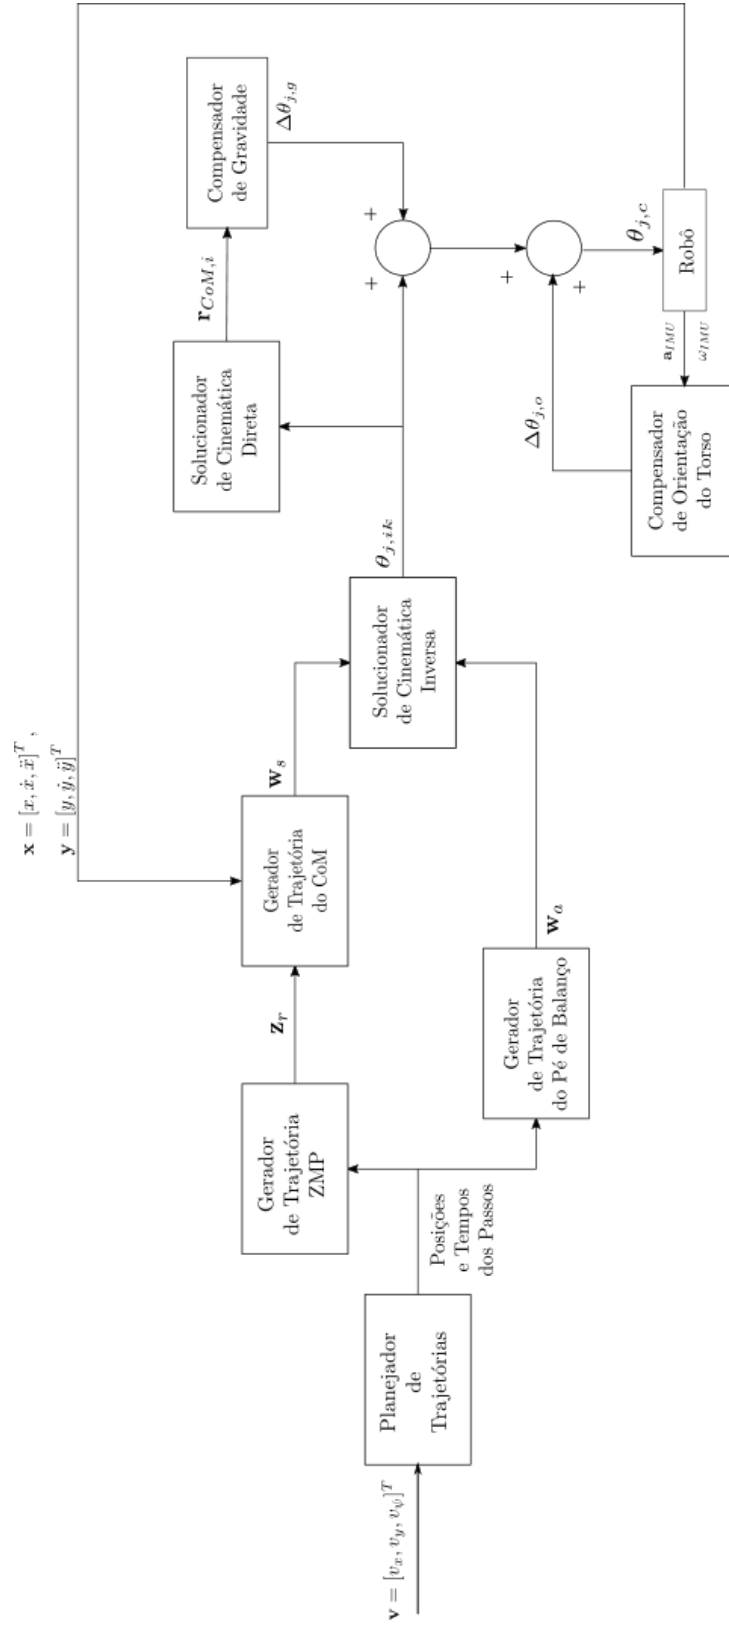 𝐯 = [v_x, v_y, v_ψ]^T
Planejador
de
Trajetórias
Posições
e Tempos
dos Passos
Gerador
de Trajetória
ZMP
𝐳_r
Gerador
de Trajetória
do Pé de Balanço
𝐰_a
𝐱 = [x, ẋ, ẍ]^T ,
𝐲 = [y, ẏ, ÿ]^T
Gerador
de Trajetória
do CoM
𝐰_s
Solucionador
de Cinemática
Inversa
θ_{j,ik}
Solucionador
de Cinemática
Direta
𝐫_{CoM,i}
Compensador
de Gravidade
Δθ_{j,g}
+
+
+
+
Compensador
de Orientação
do Torso
Δθ_{j,o}
𝐚_{IMU}
ω_{IMU}
Robô
θ_{j,c}